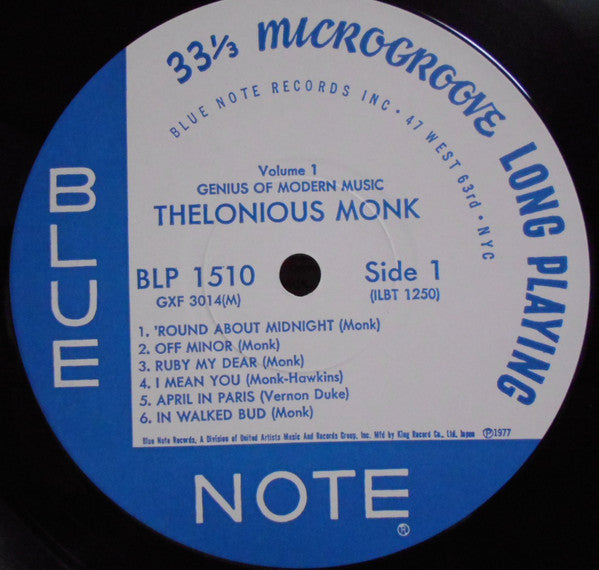 33⅓ MICROGROOVE LONG PLAYING
BLUE NOTE RECORDS INC • 47 WEST 63rd • NYC
Volume 1
GENIUS OF MODERN MUSIC
THELONIOUS MONK
BLP 1510
Side 1
GXF 3014(M)
(ILBT 1250)
1. 'ROUND ABOUT MIDNIGHT (Monk)
2. OFF MINOR (Monk)
3. RUBY MY DEAR (Monk)
4. I MEAN YOU (Monk-Hawkins)
5. APRIL IN PARIS (Vernon Duke)
6. IN WALKED BUD (Monk)
Blue Note Records, A Division of United Artists Music And Records Group, Inc. Mfd by King Record Co., Ltd. Japan ℗1977
BLUE
NOTE
®